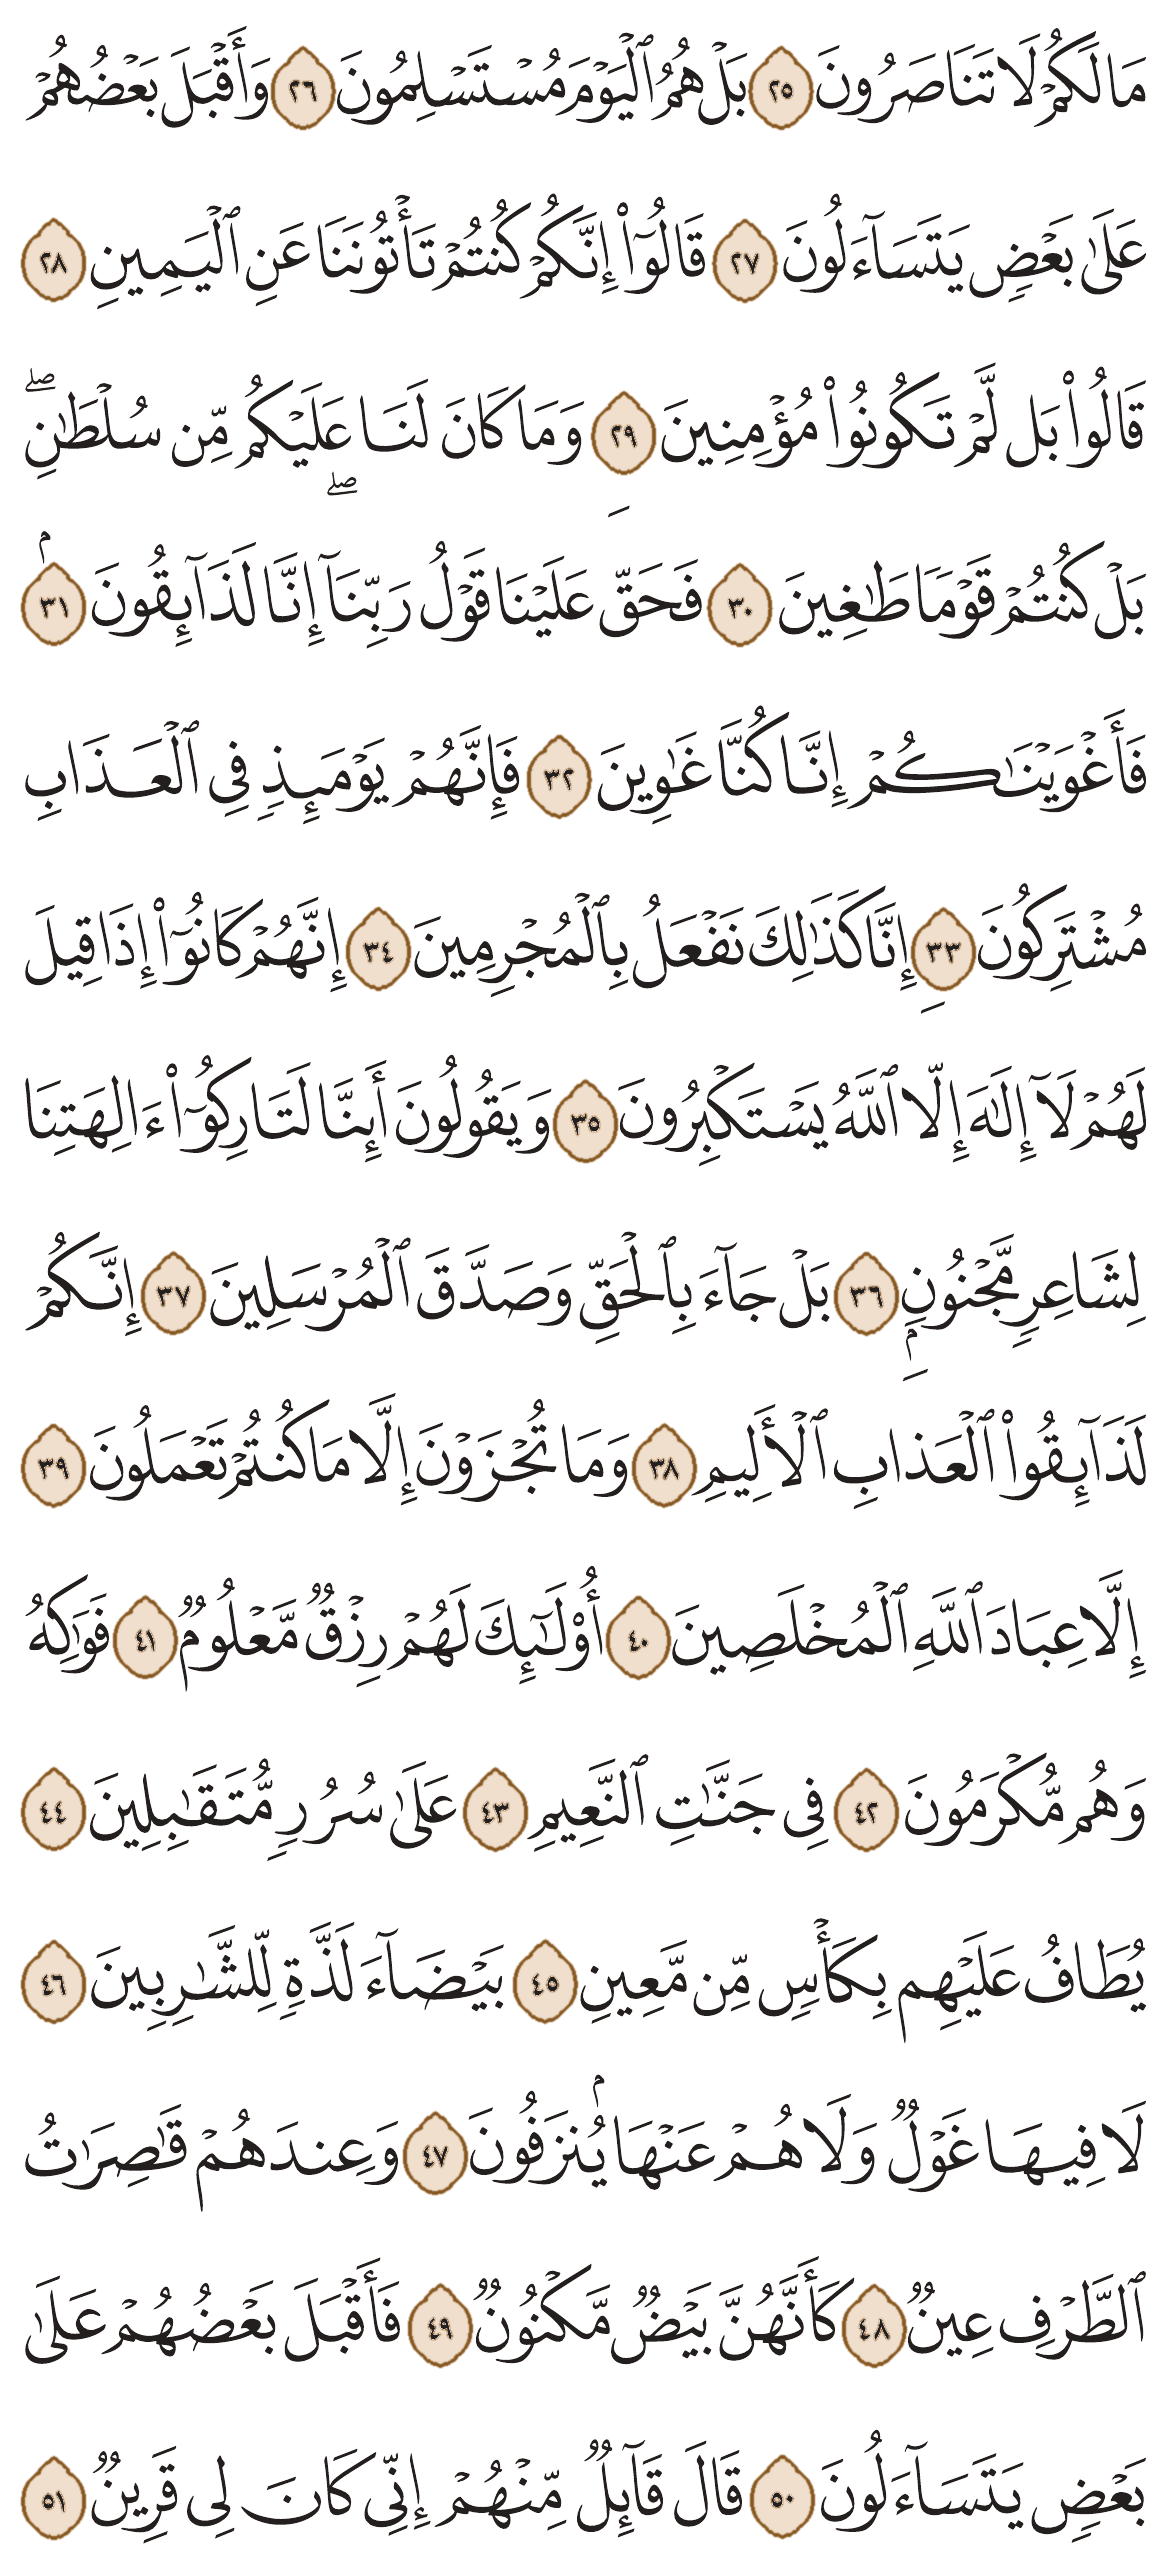 مَا لَكُمْ لَا تَنَاصَرُونَ ٢٥ بَلْ هُمُ ٱلْيَوْمَ مُسْتَسْلِمُونَ ٢٦ وَأَقْبَلَ بَعْضُهُمْ
عَلَىٰ بَعْضٍ يَتَسَآءَلُونَ ٢٧ قَالُوٓا۟ إِنَّكُمْ كُنتُمْ تَأْتُونَنَا عَنِ ٱلْيَمِينِ ٢٨
قَالُوا۟ بَل لَّمْ تَكُونُوا۟ مُؤْمِنِينَ ٢٩ وَمَا كَانَ لَنَا عَلَيْكُم مِّن سُلْطَٰنٍۭ ۖ
بَلْ كُنتُمْ قَوْمًا طَٰغِينَ ٣٠ فَحَقَّ عَلَيْنَا قَوْلُ رَبِّنَآ إِنَّا لَذَآئِقُونَ ٣١
فَأَغْوَيْنَٰكُمْ إِنَّا كُنَّا غَٰوِينَ ٣٢ فَإِنَّهُمْ يَوْمَئِذٍ فِى ٱلْعَذَابِ
مُشْتَرِكُونَ ٣٣ إِنَّا كَذَٰلِكَ نَفْعَلُ بِٱلْمُجْرِمِينَ ٣٤ إِنَّهُمْ كَانُوٓا۟ إِذَا قِيلَ
لَهُمْ لَآ إِلَٰهَ إِلَّا ٱللَّهُ يَسْتَكْبِرُونَ ٣٥ وَيَقُولُونَ أَئِنَّا لَتَارِكُوٓا۟ ءَالِهَتِنَا
لِشَاعِرٍ مَّجْنُونٍۭ ٣٦ بَلْ جَآءَ بِٱلْحَقِّ وَصَدَّقَ ٱلْمُرْسَلِينَ ٣٧ إِنَّكُمْ
لَذَآئِقُوا۟ ٱلْعَذَابِ ٱلْأَلِيمِ ٣٨ وَمَا تُجْزَوْنَ إِلَّا مَا كُنتُمْ تَعْمَلُونَ ٣٩
إِلَّا عِبَادَ ٱللَّهِ ٱلْمُخْلَصِينَ ٤٠ أُو۟لَٰٓئِكَ لَهُمْ رِزْقٌ مَّعْلُومٌ ٤١ فَوَٰكِهُ
وَهُم مُّكْرَمُونَ ٤٢ فِى جَنَّٰتِ ٱلنَّعِيمِ ٤٣ عَلَىٰ سُرُرٍ مُّتَقَٰبِلِينَ ٤٤
يُطَافُ عَلَيْهِم بِكَأْسٍ مِّن مَّعِينٍۭ ٤٥ بَيْضَآءَ لَذَّةٍ لِّلشَّٰرِبِينَ ٤٦
لَا فِيهَا غَوْلٌ وَلَا هُمْ عَنْهَا يُنزَفُونَ ٤٧ وَعِندَهُمْ قَٰصِرَٰتُ
ٱلطَّرْفِ عِينٌ ٤٨ كَأَنَّهُنَّ بَيْضٌ مَّكْنُونٌ ٤٩ فَأَقْبَلَ بَعْضُهُمْ عَلَىٰ
بَعْضٍ يَتَسَآءَلُونَ ٥٠ قَالَ قَآئِلٌ مِّنْهُمْ إِنِّى كَانَ لِى قَرِينٌ ٥١